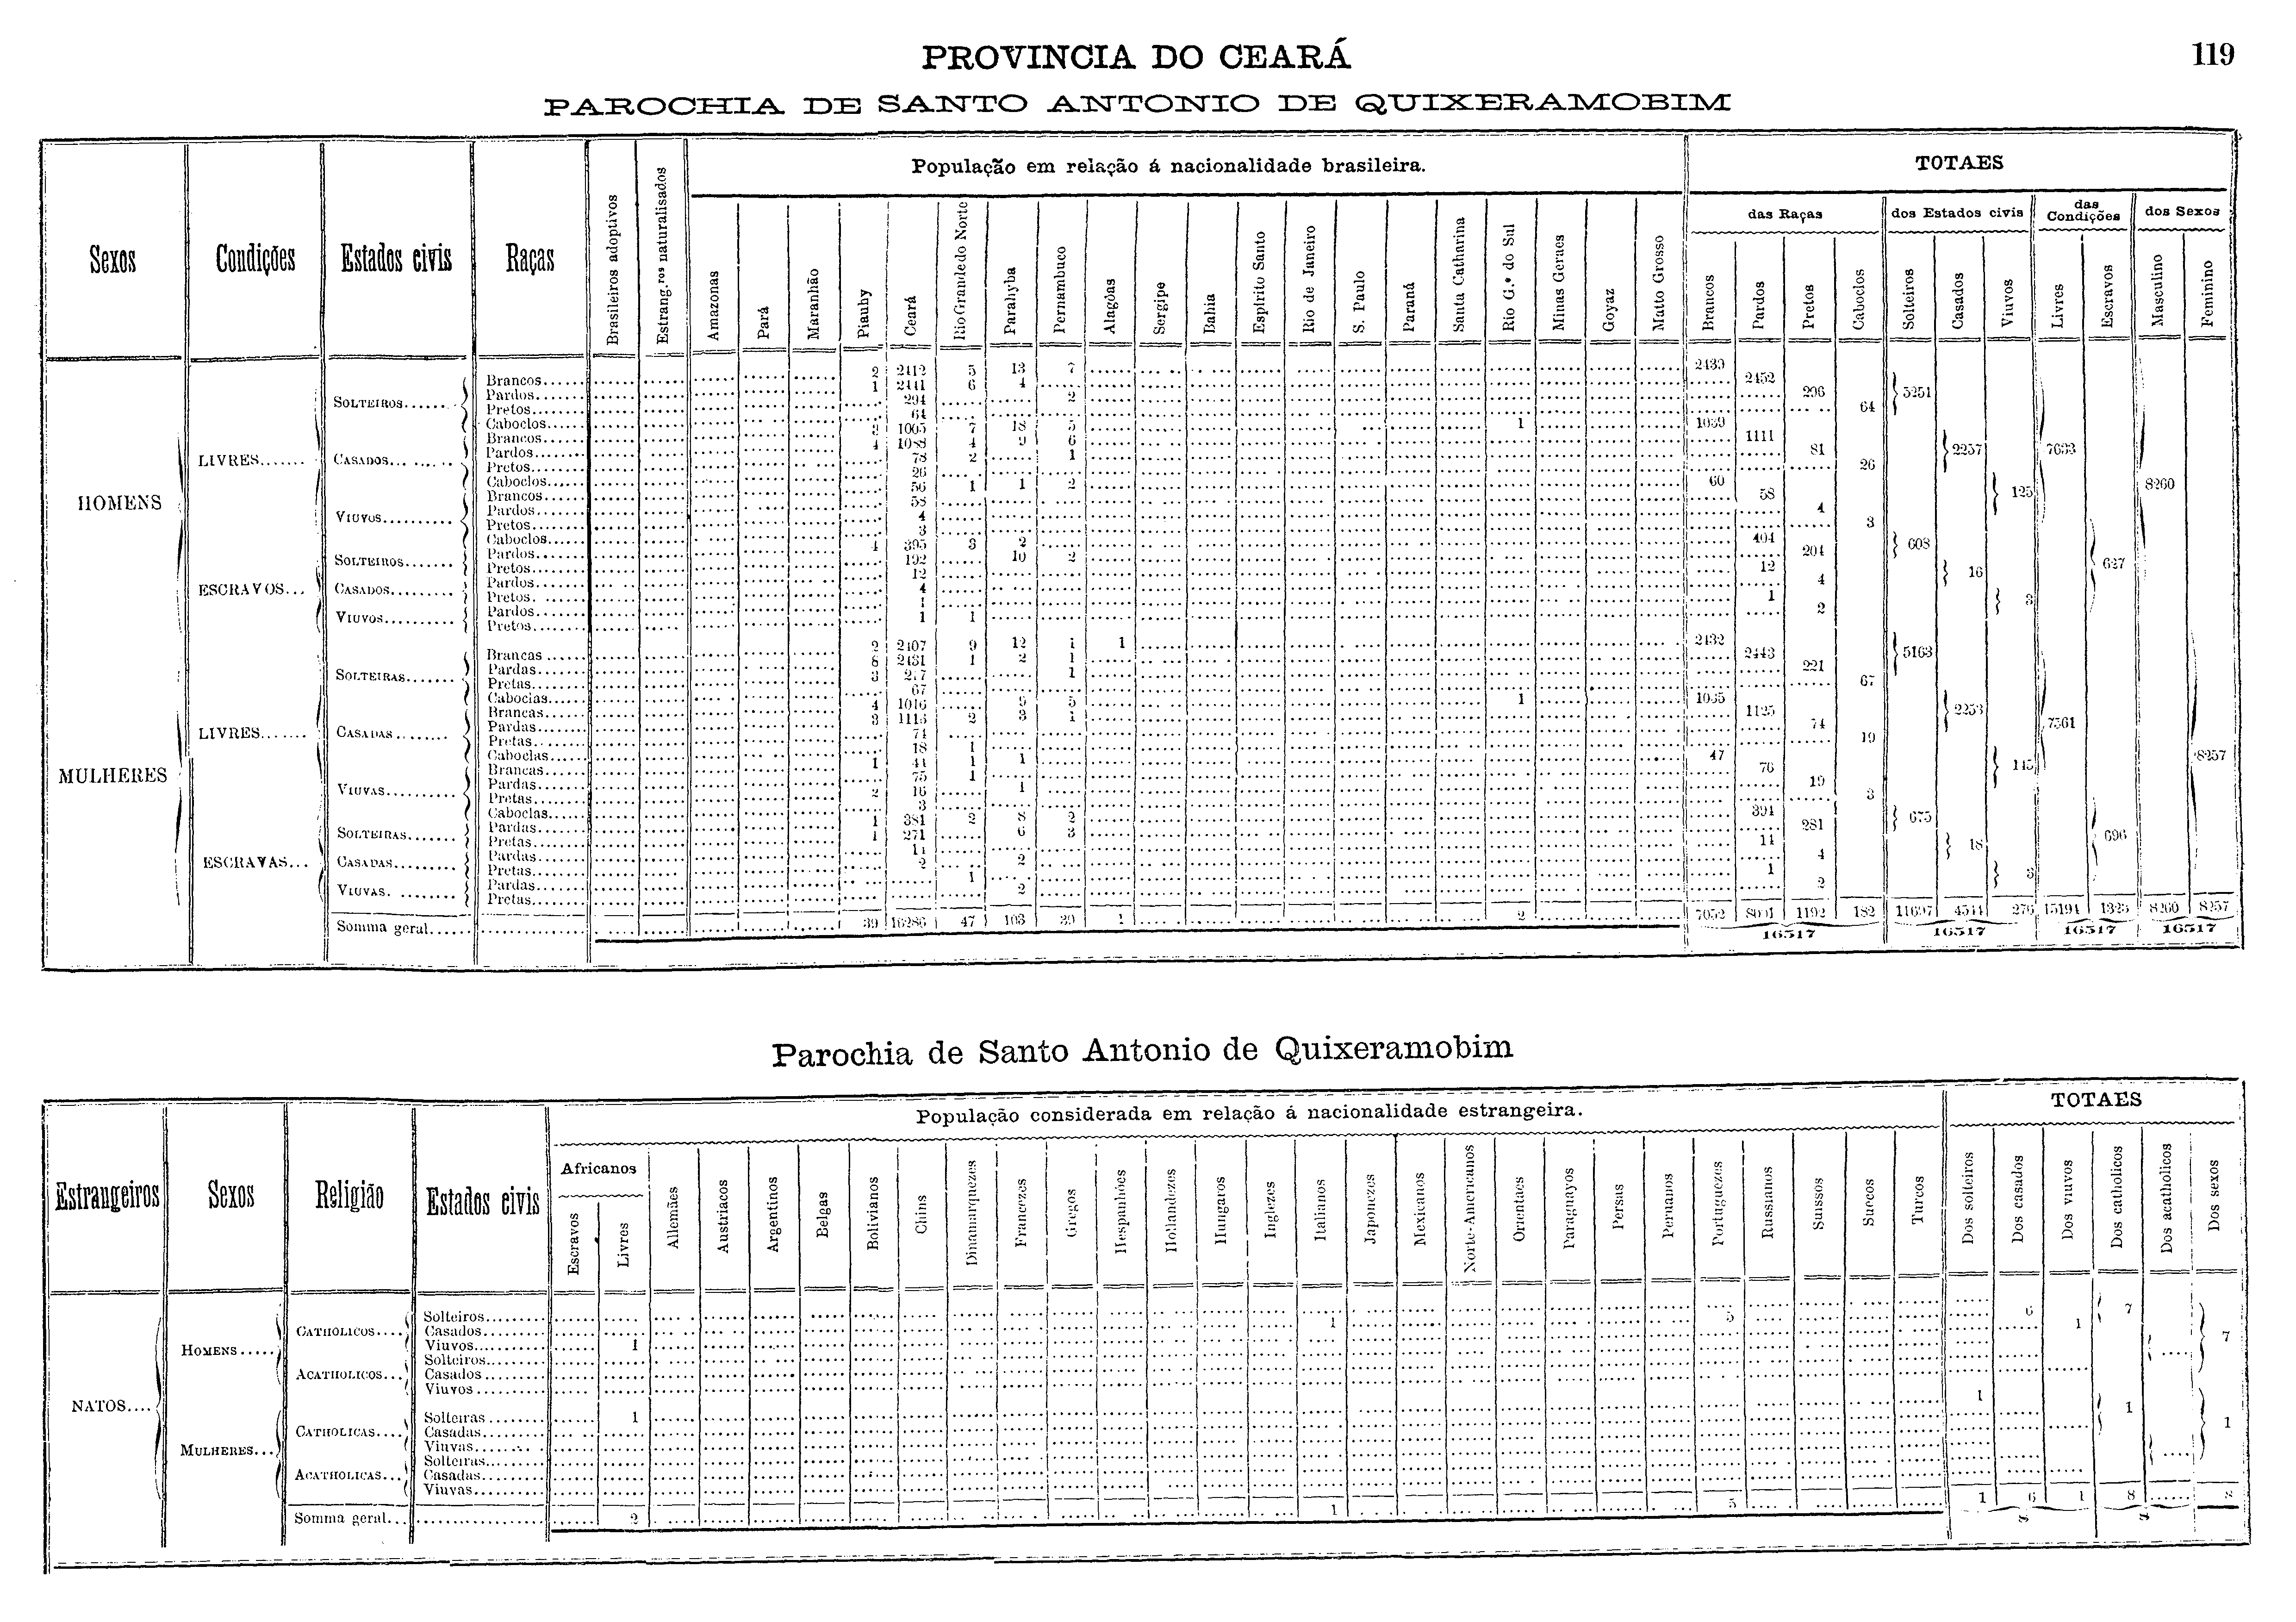 PROVINCIA DO CEARÁ
119
PAROCHIA DE SANTO ANTONIO DE QUIXERAMOBIM
Sexos
Condições
Estados civis
Raças
Brasileiros adoptivos
Estrang.ros naturalisados
População em relação á nacionalidade brasileira.
Amazonas
Pará
Maranhão
Piauhy
Ceará
Rio Grande do Norte
Parahyba
Pernambuco
Alagôas
Sergipe
Bahia
Espirito Santo
Rio de Janeiro
S. Paulo
Paraná
Santa Catharina
Rio G.e do Sul
Minas Geraes
Goyaz
Matto Grosso
TOTAES
das Raças
dos Estados civis
das Condições
dos Sexos
Brancos
Pardos
Pretos
Caboclos
Solteiros
Casados
Viuvos
Livres
Escravos
Masculino
Feminino
HOMENS
LIVRES
SOLTEIROS
Brancos 2 2412 5 13 7 2439
Pardos 1 2441 6 4 2452
Pretos 294 2 296
Caboclos 64 64
5251
CASADOS
Brancos 2 1005 7 18 5 1 1039
Pardos 4 1088 4 9 6 1111
Pretos 78 2 1 81
Caboclos 26 26
2257
VIUVOS
Brancos 56 1 1 2 60
Pardos 58 58
Pretos 4 4
Caboclos 3 3
125
7633
ESCRAVOS
SOLTEIROS
Pardos 4 395 3 2 404
Pretos 192 10 2 204
608
CASADOS
Pardos 12 12
Pretos 4 4
16
VIUVOS
Pardos 1 1
Pretos 1 1 2
3
627
8260
MULHERES
LIVRES
SOLTEIRAS
Brancas 2 2407 9 12 1 1 2432
Pardas 8 2431 1 2 1 2443
Pretas 3 217 1 221
Caboclas 67 67
5163
CASADAS
Brancas 4 1016 9 5 1 1035
Pardas 3 1116 2 3 1 1125
Pretas 74 74
Caboclas 18 1 19
2253
VIUVAS
Brancas 1 44 1 1 47
Pardas 75 1 76
Pretas 2 16 1 19
Caboclas 3 3
145
7561
ESCRAVAS
SOLTEIRAS
Pardas 1 381 2 8 2 394
Pretas 1 271 6 3 281
675
CASADAS
Pardas 14 14
Pretas 2 2 4
18
VIUVAS
Pardas 1 1
Pretas 2 2
3
696
8257
Somma geral 39 16286 47 103 39 1 2 7052 8091 1192 182 11697 4544 276 15194 1323 8260 8257
16517 16517 16517 16517
Parochia de Santo Antonio de Quixeramobim
Estrangeiros
Sexos
Religião
Estados civis
População considerada em relação á nacionalidade estrangeira.
Africanos
Escravos
Livres
Allemães
Austriacos
Argentinos
Belgas
Bolivianos
Chins
Dinamarquezes
Francezes
Gregos
Hespanhóes
Hollandezes
Hungaros
Inglezes
Italianos
Japonezes
Mexicanos
Norte-Americanos
Orientaes
Paraguayos
Persas
Peruanos
Portuguezes
Russianos
Suissos
Suecos
Turcos
TOTAES
Dos solteiros
Dos casados
Dos viuvos
Dos catholicos
Dos acatholicos
Dos sexos
NATOS
HOMENS
CATHOLICOS
Solteiros
Casados 1 5 6
Viuvos 1 1
7
ACATHOLICOS
Solteiros
Casados
Viuvos
7
MULHERES
CATHOLICAS
Solteiras 1 1
Casadas
Viuvas
1
ACATHOLICAS
Solteiras
Casadas
Viuvas
1
Somma geral 2 1 5 1 6 1 8 8
8 8